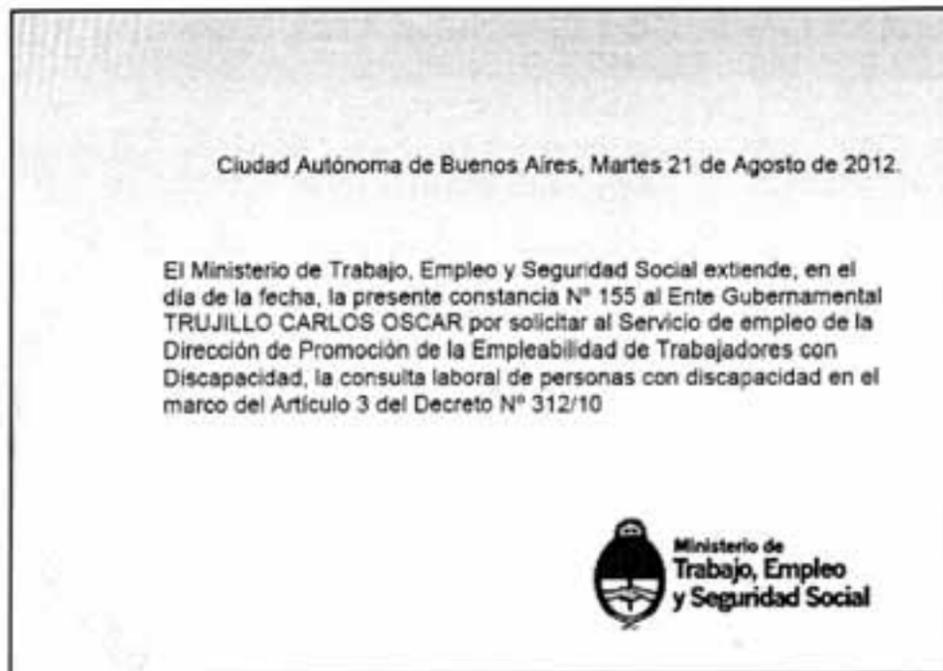 Ciudad Autónoma de Buenos Aires, Martes 21 de Agosto de 2012.
El Ministerio de Trabajo, Empleo y Seguridad Social extiende, en el
día de la fecha, la presente constancia Nº 155 al Ente Gubernamental
TRUJILLO CARLOS OSCAR por solicitar al Servicio de empleo de la
Dirección de Promoción de la Empleabilidad de Trabajadores con
Discapacidad, la consulta laboral de personas con discapacidad en el
marco del Artículo 3 del Decreto Nº 312/10
Ministerio de
Trabajo, Empleo
y Seguridad Social